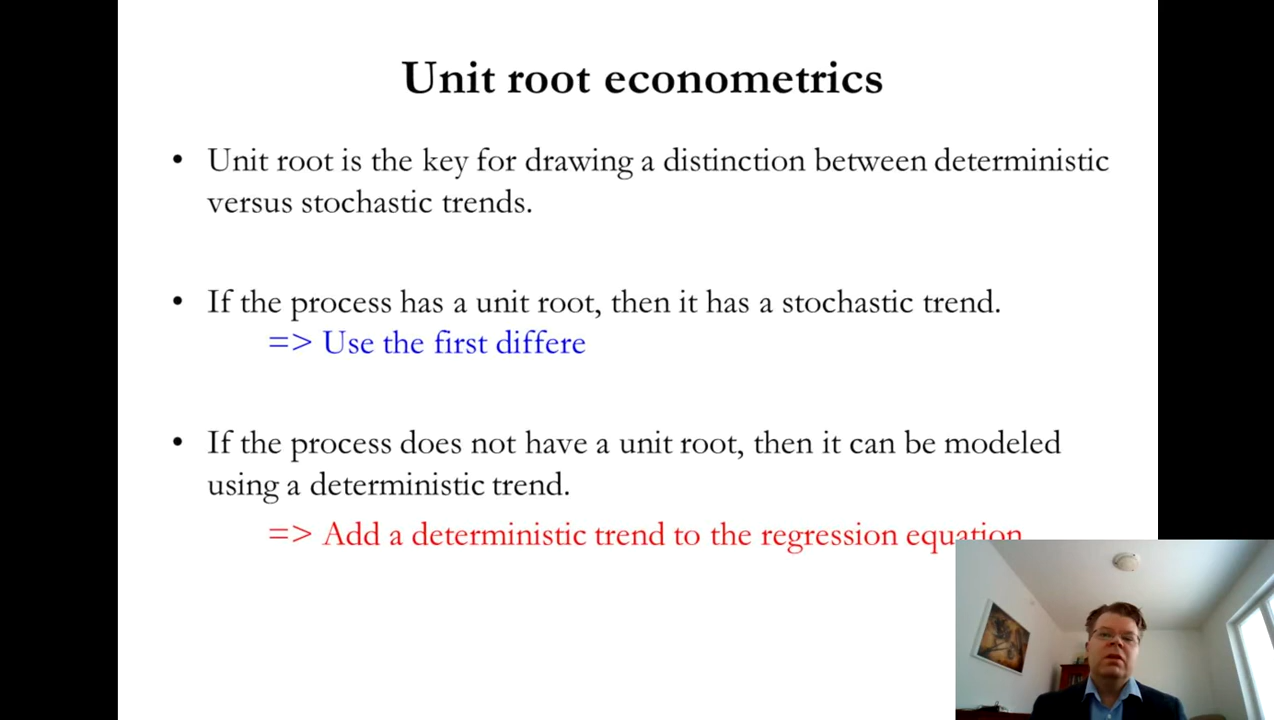 Unit root econometrics
• Unit root is the key for drawing a distinction between deterministic
versus stochastic trends.
• If the process has a unit root, then it has a stochastic trend.
=> Use the first differe
• If the process does not have a unit root, then it can be modeled
using a deterministic trend.
=> Add a deterministic trend to the regression equation